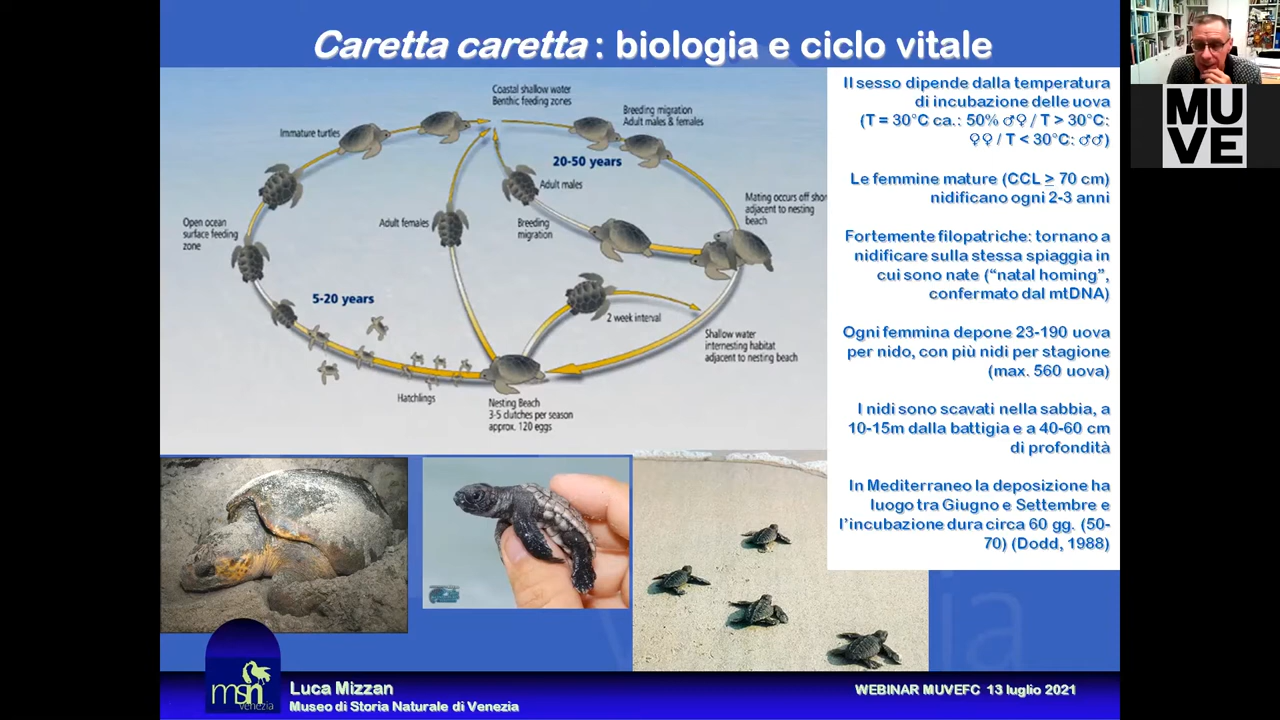 Caretta caretta : biologia e ciclo vitale
Coastal shallow water
Benthic feeding zones
Breeding migration
Adult males & females
Immature turtles
20-50 years
Adult males
Mating occurs off shor
adjacent to nesting
beach
Open ocean
surface feeding
zone
Adult females
Breeding
migration
5-20 years
2 week interval
Shallow water
internesting habitat
adjacent to nesting beach
Hatchlings
Nesting Beach
3-5 clutches per season
approx. 120 eggs
Il sesso dipende dalla temperatura
di incubazione delle uova
(T = 30°C ca.: 50% ♂♀ / T > 30°C:
♀♀ / T < 30°C: ♂♂)
Le femmine mature (CCL ≥ 70 cm)
nidificano ogni 2-3 anni
Fortemente filopatriche: tornano a
nidificare sulla stessa spiaggia in
cui sono nate (“natal homing”,
confermato dal mtDNA)
Ogni femmina depone 23-190 uova
per nido, con più nidi per stagione
(max. 560 uova)
I nidi sono scavati nella sabbia, a
10-15m dalla battigia e a 40-60 cm
di profondità
In Mediterraneo la deposizione ha
luogo tra Giugno e Settembre e
l’incubazione dura circa 60 gg. (50-
70) (Dodd, 1988)
MU
VE
msn
venezia
Luca Mizzan
Museo di Storia Naturale di Venezia
WEBINAR MUVEFC 13 luglio 2021